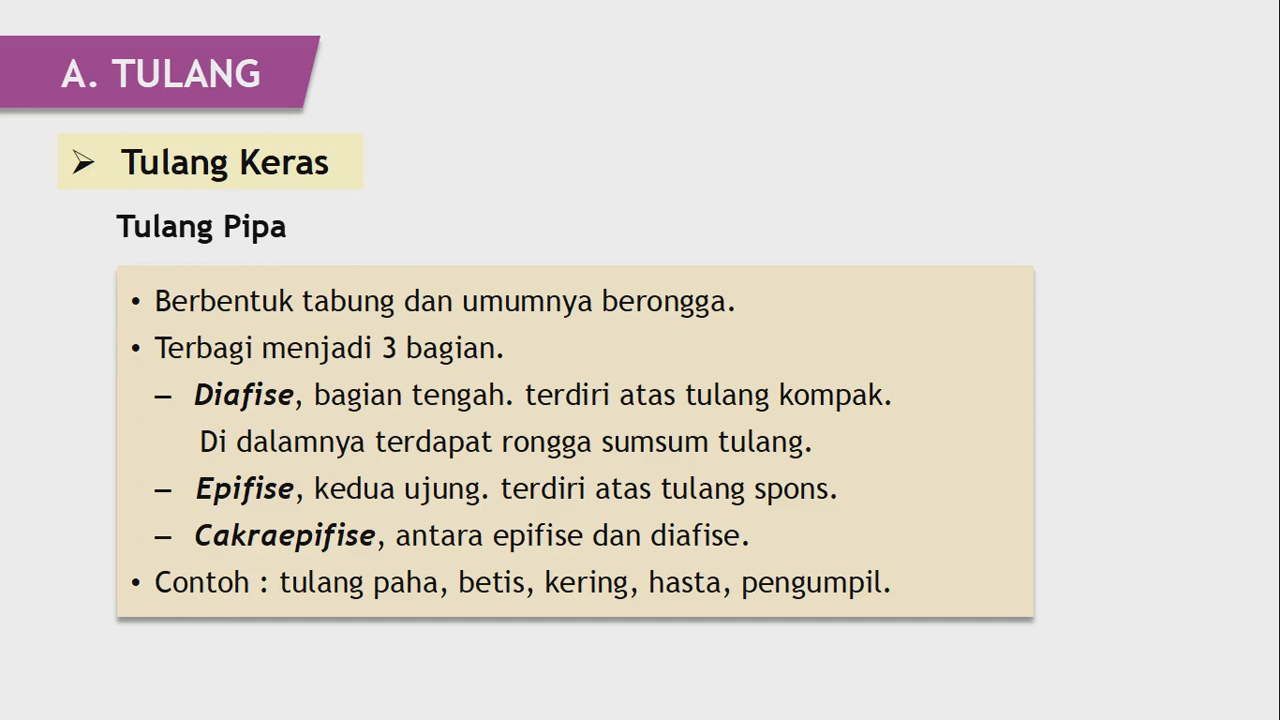 A. TULANG
➢ Tulang Keras
Tulang Pipa
• Berbentuk tabung dan umumnya berongga.
• Terbagi menjadi 3 bagian.
– Diafise, bagian tengah. terdiri atas tulang kompak.
Di dalamnya terdapat rongga sumsum tulang.
– Epifise, kedua ujung. terdiri atas tulang spons.
– Cakraepifise, antara epifise dan diafise.
• Contoh : tulang paha, betis, kering, hasta, pengumpil.